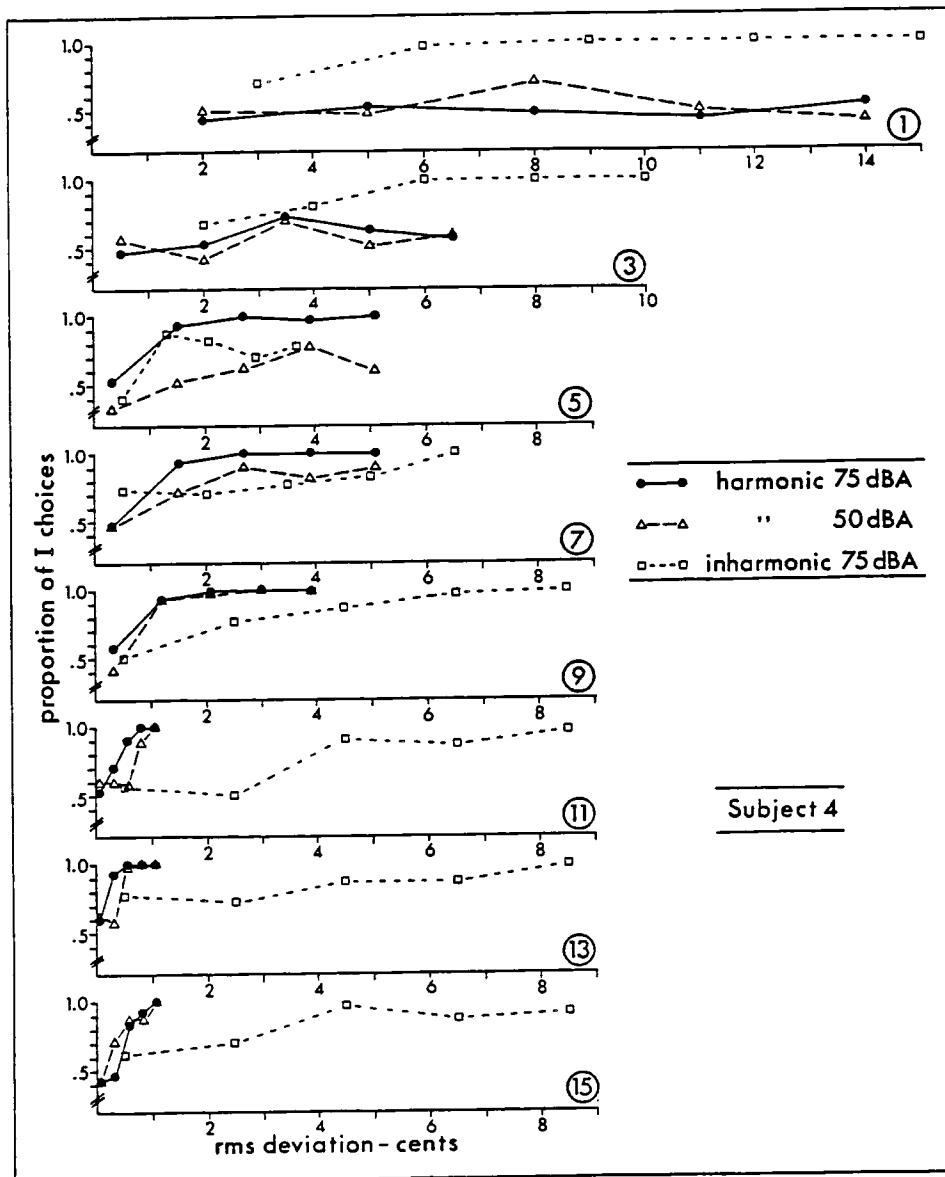 1.0
.5
2 4 6 8 10 12 14
1
1.0
.5
2 4 6 8 10
3
1.0
.5
2 4 6 8
5
1.0
.5
2 4 6 8
7
harmonic 75 dBA
" 50 dBA
inharmonic 75 dBA
1.0
.5
2 4 6 8
9
1.0
.5
2 4 6 8
11
Subject 4
1.0
.5
2 4 6 8
13
1.0
.5
2 4 6 8
15
proportion of I choices
rms deviation - cents